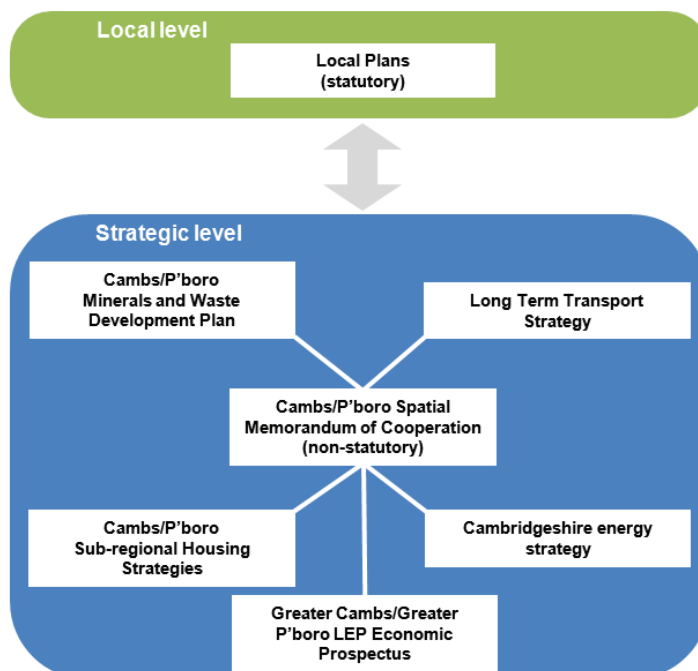 Local level
Local Plans
(statutory)
Strategic level
Cambs/P'boro
Minerals and Waste
Development Plan
Long Term Transport
Strategy
Cambs/P'boro Spatial
Memorandum of Cooperation
(non-statutory)
Cambs/P'boro
Sub-regional Housing
Strategies
Cambridgeshire energy
strategy
Greater Cambs/Greater
P'boro LEP Economic
Prospectus